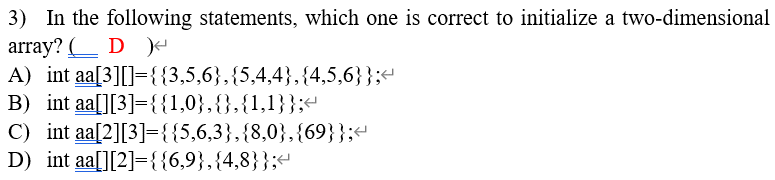 3) In the following statements, which one is correct to initialize a two-dimensional
array? (__ D )↵
A) int aa[3][]={{3,5,6},{5,4,4},{4,5,6}};↵
B) int aa[][3]={{1,0},{},{1,1}};↵
C) int aa[2][3]={{5,6,3},{8,0},{69}};↵
D) int aa[][2]={{6,9},{4,8}};↵